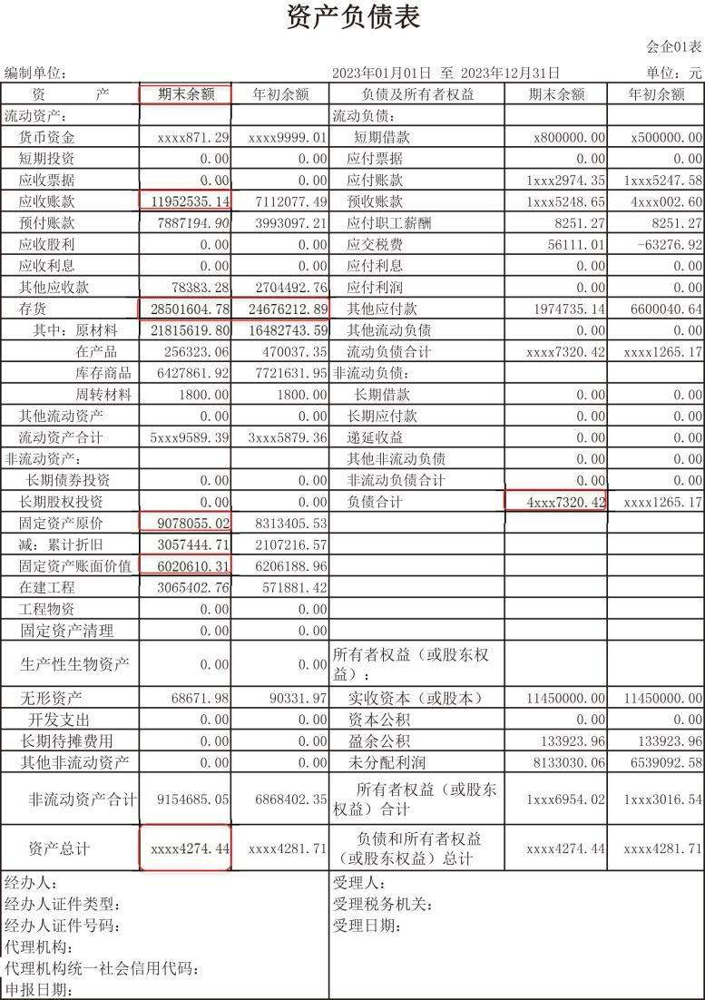 资产负债表
会企01表
编制单位： 2023年01月01日 至 2023年12月31日 单位：元
资 产 期末余额 年初余额 负债及所有者权益 期末余额 年初余额
流动资产： 流动负债：
货币资金 xxxx871.29 xxxx9999.01 短期借款 x800000.00 x500000.00
短期投资 0.00 0.00 应付票据 0.00 0.00
应收票据 0.00 0.00 应付账款 1xxx2974.35 1xxx5247.58
应收账款 11952535.14 7112077.49 预收账款 1xxx5248.65 4xxx002.60
预付账款 7887194.90 3993097.21 应付职工薪酬 8251.27 8251.27
应收股利 0.00 0.00 应交税费 56111.01 -63276.92
应收利息 0.00 0.00 应付利息 0.00 0.00
其他应收款 78383.28 2704492.76 应付利润 0.00 0.00
存货 28501604.78 24676212.89 其他应付款 1974735.14 6600040.64
其中：原材料 21815619.80 16482743.59 其他流动负债 0.00 0.00
在产品 256323.06 470037.35 流动负债合计 xxxx7320.42 xxxx1265.17
库存商品 6427861.92 7721631.95 非流动负债：
周转材料 1800.00 1800.00 长期借款 0.00 0.00
其他流动资产 0.00 0.00 长期应付款 0.00 0.00
流动资产合计 5xxx9589.39 3xxx5879.36 递延收益 0.00 0.00
非流动资产： 其他非流动负债 0.00 0.00
长期债券投资 0.00 0.00 非流动负债合计 0.00 0.00
长期股权投资 0.00 0.00 负债合计 4xxx7320.42 xxxx1265.17
固定资产原价 9078055.02 8313405.53
减：累计折旧 3057444.71 2107216.57
固定资产账面价值 6020610.31 6206188.96
在建工程 3065402.76 571881.42
工程物资 0.00 0.00
固定资产清理 0.00 0.00
生产性生物资产 0.00 0.00 所有者权益（或股东权
益）：
无形资产 68671.98 90331.97 实收资本（或股本） 11450000.00 11450000.00
开发支出 0.00 0.00 资本公积 0.00 0.00
长期待摊费用 0.00 0.00 盈余公积 133923.96 133923.96
其他非流动资产 0.00 0.00 未分配利润 8133030.06 6539092.58
非流动资产合计 9154685.05 6868402.35 所有者权益（或股东
权益）合计 1xxx6954.02 1xxx3016.54
资产总计 xxxx4274.44 xxxx4281.71 负债和所有者权益
（或股东权益）总计 xxxx4274.44 xxxx4281.71
经办人： 受理人：
经办人证件类型： 受理税务机关：
经办人证件号码： 受理日期：
代理机构：
代理机构统一社会信用代码：
申报日期：